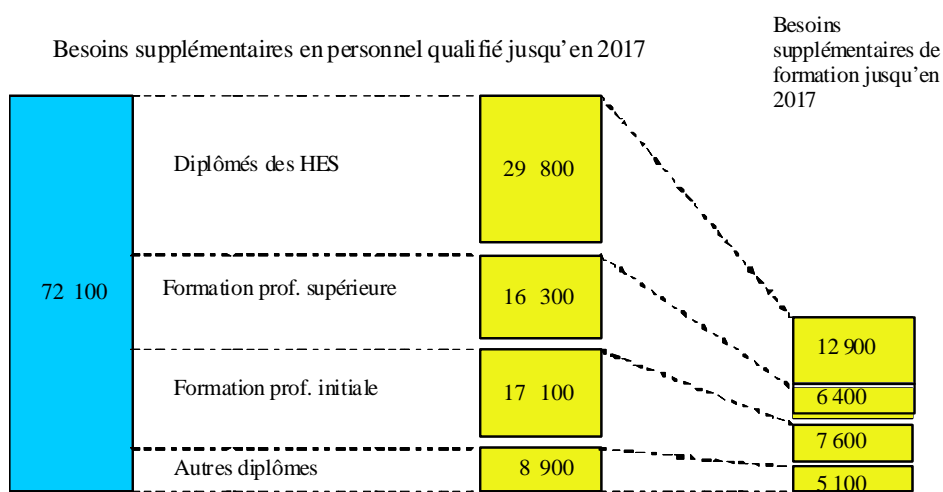 Besoins supplémentaires en personnel qualifié jusqu'en 2017
Besoins
supplémentaires de
formation jusqu'en
2017
72 100
Diplômés des HES
29 800
Formation prof. supérieure
16 300
Formation prof. initiale
17 100
Autres diplômes
8 900
12 900
6 400
7 600
5 100